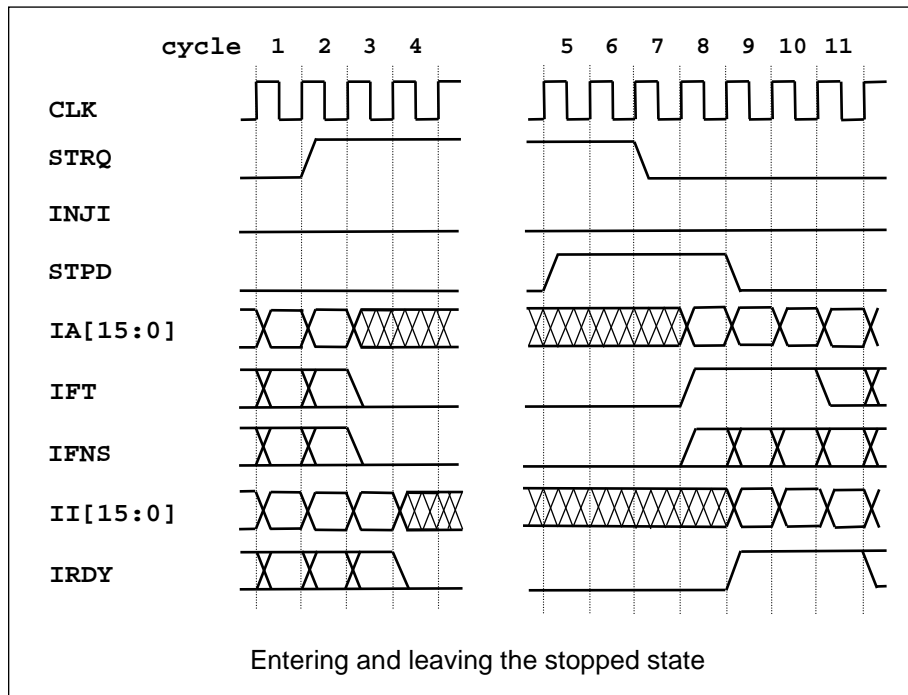 cycle 1 2 3 4 5 6 7 8 9 10 11
CLK
STRQ
INJI
STPD
IA[15:0]
IFT
IFNS
II[15:0]
IRDY
Entering and leaving the stopped state